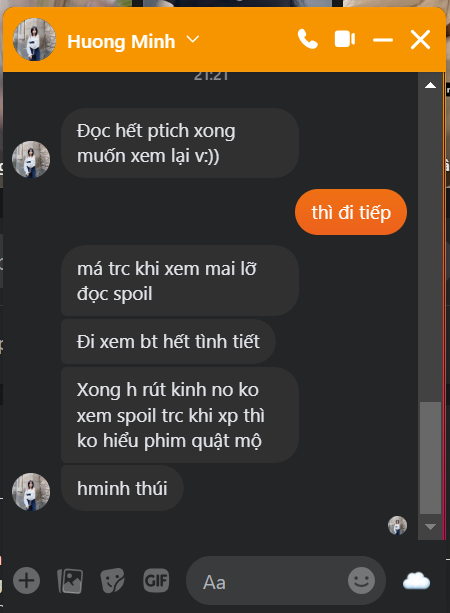 Huong Minh
21:21
Đọc hết ptich xong
muốn xem lại v:))
thì đi tiếp
má trc khi xem mai lỡ
đọc spoil
Đi xem bt hết tình tiết
Xong h rút kinh no ko
xem spoil trc khi xp thì
ko hiểu phim quật mộ
hminh thúi
GIF
Aa